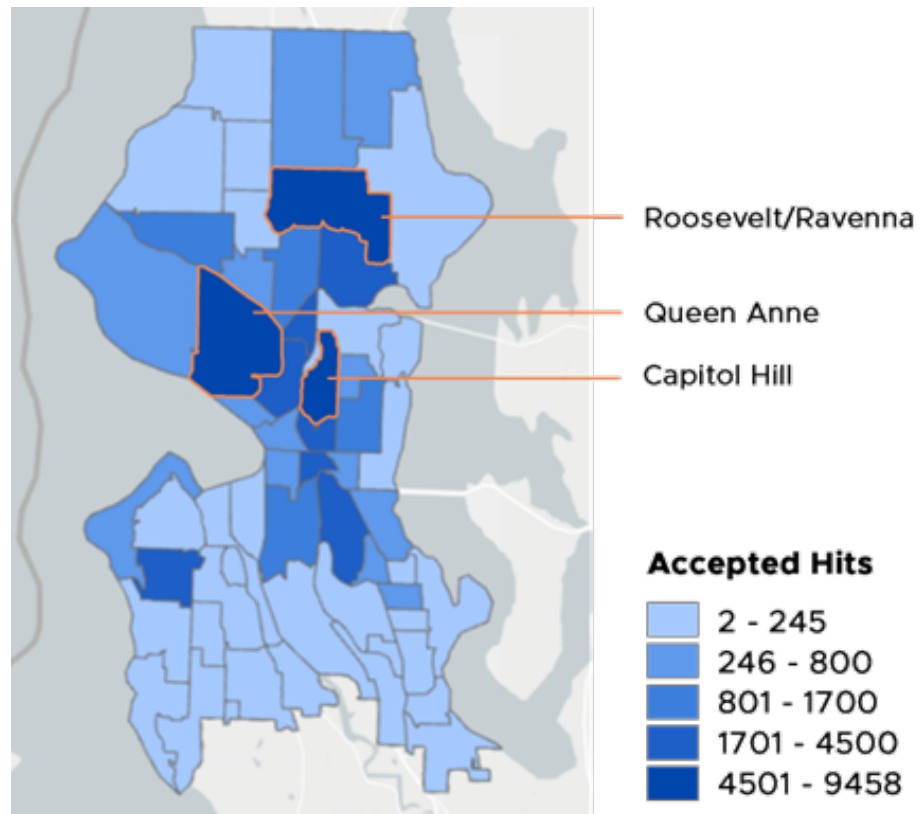 Roosevelt/Ravenna
Queen Anne
Capitol Hill
Accepted Hits
2 - 245
246 - 800
801 - 1700
1701 - 4500
4501 - 9458